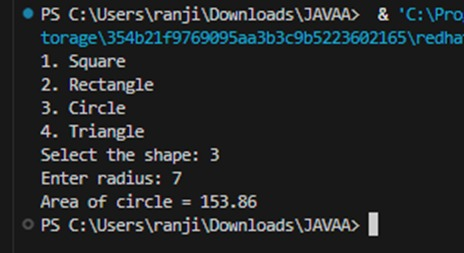 PS C:\Users\ranji\Downloads\JAVAA> & 'C:\Pro
torage\354b21f9769095aa3b3c9b5223602165\redha
1. Square
2. Rectangle
3. Circle
4. Triangle
Select the shape: 3
Enter radius: 7
Area of circle = 153.86
PS C:\Users\ranji\Downloads\JAVAA>